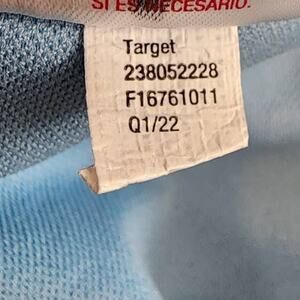 SI ES NECESARIO.
Target
238052228
F16761011
Q1/22